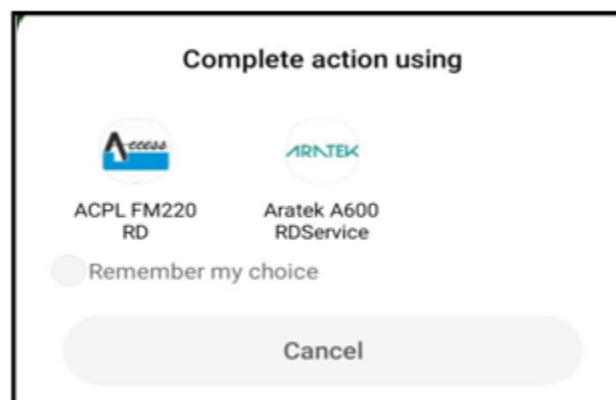 Complete action using
Access
ARATEK
ACPL FM220
RD
Aratek A600
RDService
Remember my choice
Cancel